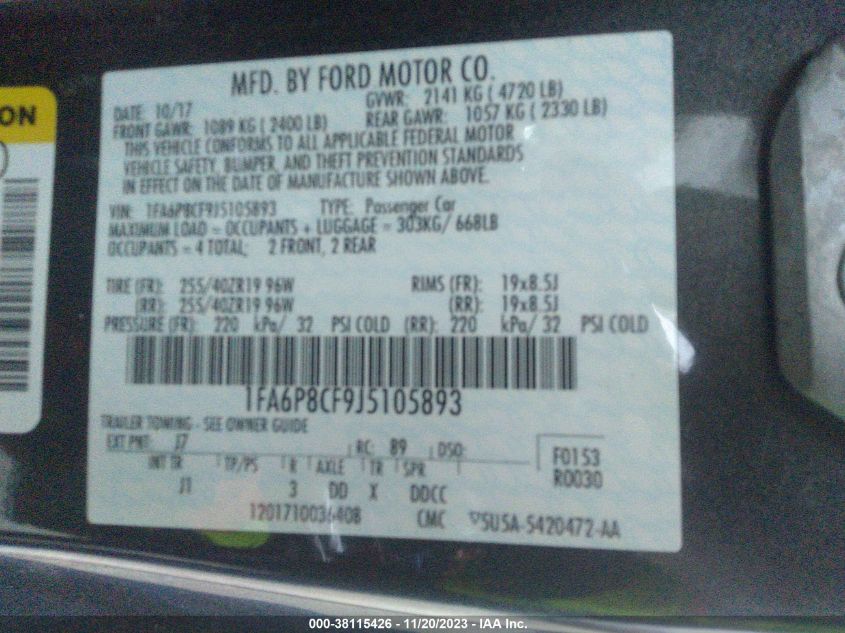 MFD. BY FORD MOTOR CO.
DATE: 10/17 GVWR: 2141 KG ( 4720 LB)
FRONT GAWR: 1089 KG ( 2400 LB) REAR GAWR: 1057 KG ( 2330 LB)
THIS VEHICLE CONFORMS TO ALL APPLICABLE FEDERAL MOTOR
VEHICLE SAFETY, BUMPER, AND THEFT PREVENTION STANDARDS
IN EFFECT ON THE DATE OF MANUFACTURE SHOWN ABOVE.
VIN: 1FA6P8CF9J5105893 TYPE: Passenger Car
MAXIMUM LOAD = OCCUPANTS + LUGGAGE = 303KG/ 668LB
OCCUPANTS = 4 TOTAL; 2 FRONT, 2 REAR
TIRE (FR): 255/40ZR19 96W RIMS (FR): 19x8.5J
(RR): 255/40ZR19 96W (RR): 19x8.5J
PRESSURE (FR): 220 kPa/ 32 PSI COLD (RR): 220 kPa/ 32 PSI COLD
1FA6P8CF9J5105893
TRAILER TOWING - SEE OWNER GUIDE
EXT PNT: J7 RC: 89 DSO: F0153
INT TR TP/PS R AXLE TR SPR R0030
J1 3 DD X DDCC
1201710036408 CMC 5U5A-5420472-AA
ON
000-38115426 - 11/20/2023 - IAA Inc.